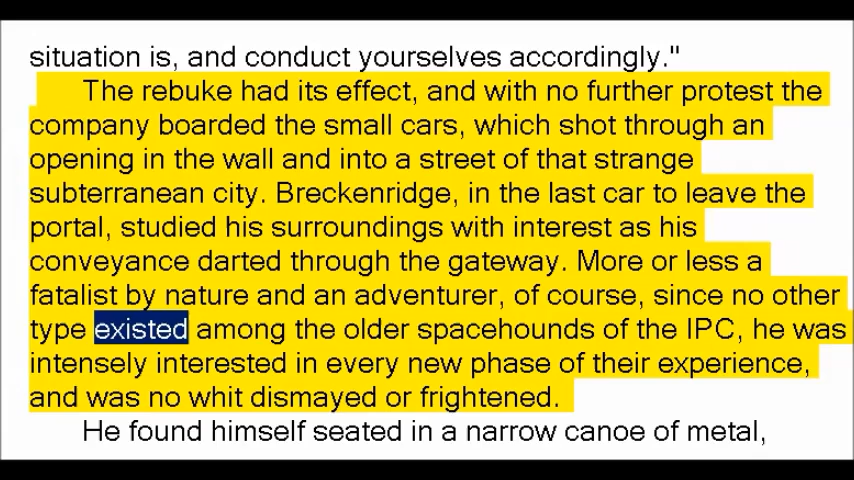 situation is, and conduct yourselves accordingly."
The rebuke had its effect, and with no further protest the
company boarded the small cars, which shot through an
opening in the wall and into a street of that strange
subterranean city. Breckenridge, in the last car to leave the
portal, studied his surroundings with interest as his
conveyance darted through the gateway. More or less a
fatalist by nature and an adventurer, of course, since no other
type existed among the older spacehounds of the IPC, he was
intensely interested in every new phase of their experience,
and was no whit dismayed or frightened.
He found himself seated in a narrow canoe of metal,